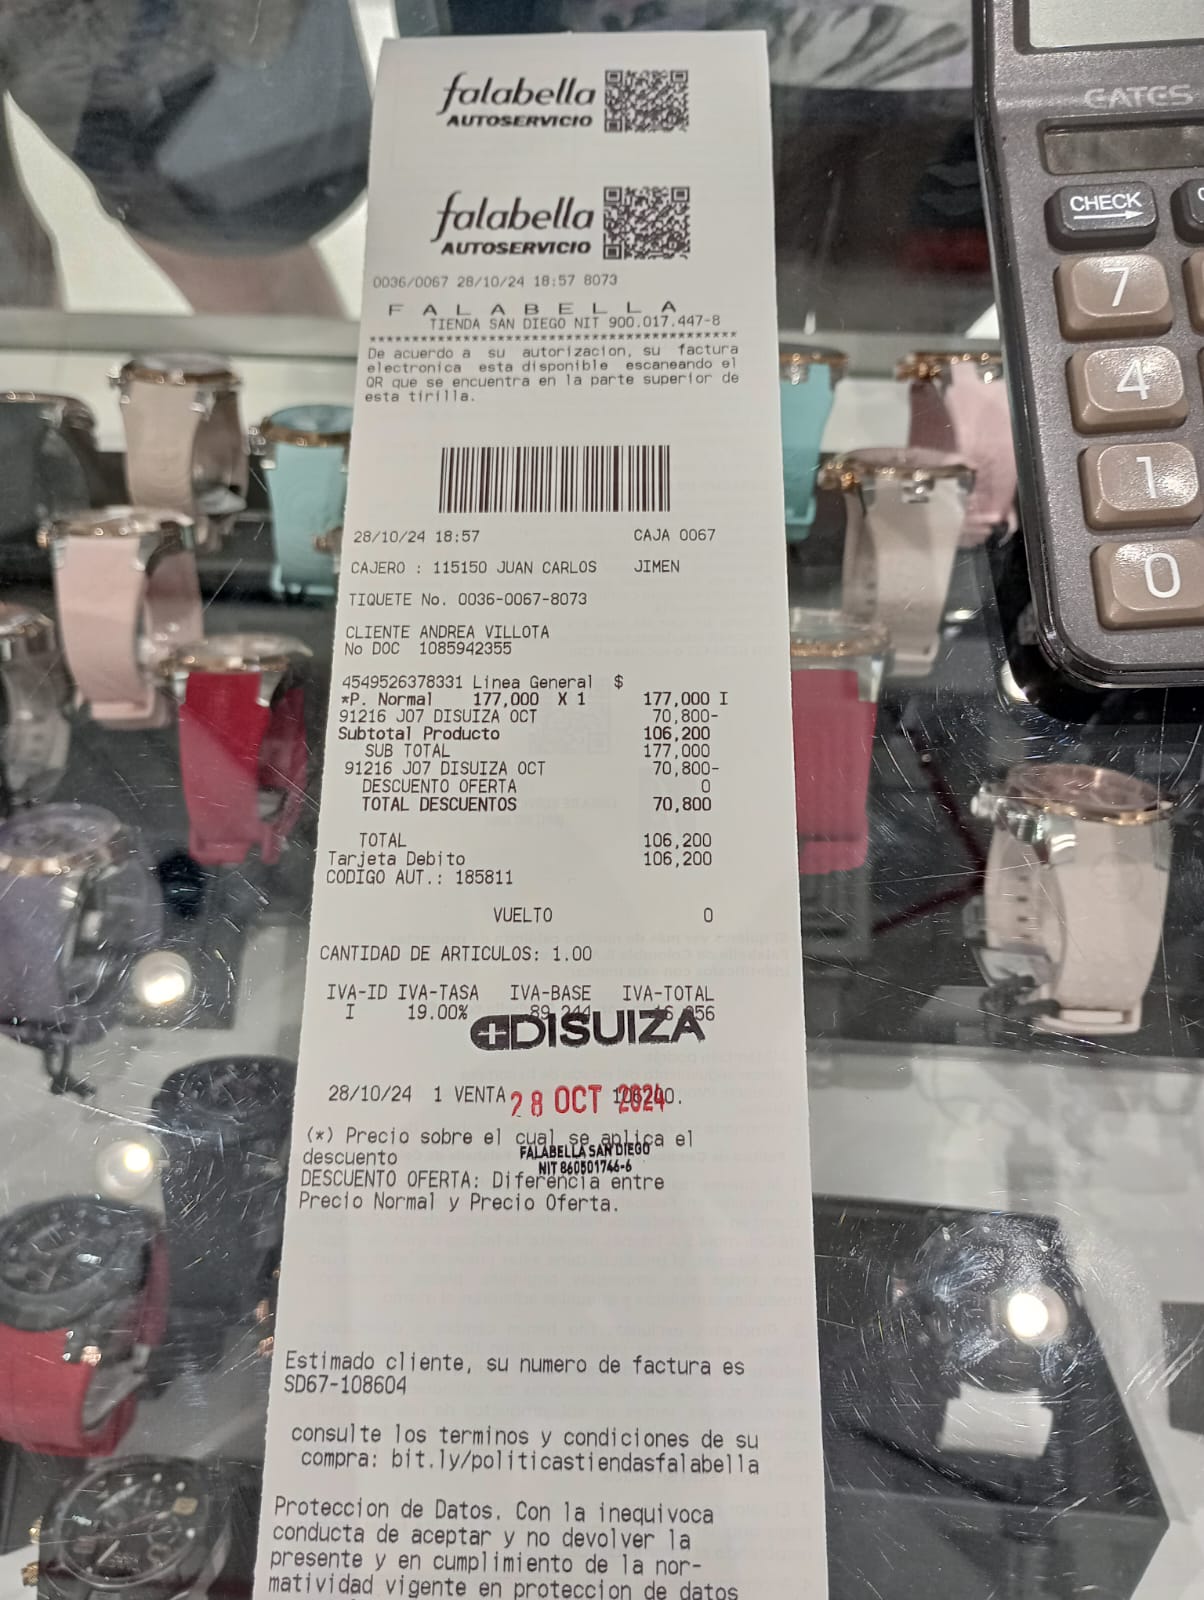 falabella
AUTOSERVICIO
falabella
AUTOSERVICIO
0036/0067 28/10/24 18:57 8073
F A L A B E L L A
TIENDA SAN DIEGO NIT 900.017.447-8
******************************************
De acuerdo a su autorizacion, su factura
electronica esta disponible escaneando el
QR que se encuentra en la parte superior de
esta tirilla.
28/10/24 18:57 CAJA 0067
CAJERO : 115150 JUAN CARLOS JIMEN
TIQUETE No. 0036-0067-8073
CLIENTE ANDREA VILLOTA
No DOC 1085942355
4549526378331 Linea General $
*P. Normal 177,000 X 1 177,000 I
91216 J07 DISUIZA OCT 70,800-
Subtotal Producto 106,200
SUB TOTAL 177,000
91216 J07 DISUIZA OCT 70,800-
DESCUENTO OFERTA 0
TOTAL DESCUENTOS 70,800
TOTAL 106,200
Tarjeta Debito 106,200
CODIGO AUT.: 185811
VUELTO 0
CANTIDAD DE ARTICULOS: 1.00
IVA-ID IVA-TASA IVA-BASE IVA-TOTAL
I 19.00%
DISUIZA
28/10/24 1 VENTA
28 OCT 2024
(*) Precio sobre el cual se aplica el
descuento
FALABELLA SAN DIEGO
NIT 860501746-6
DESCUENTO OFERTA: Diferencia entre
Precio Normal y Precio Oferta.
Estimado cliente, su numero de factura es
SD67-108604
consulte los terminos y condiciones de su
compra: bit.ly/politicastiendasfalabella
Proteccion de Datos. Con la inequivoca
conducta de aceptar y no devolver la
presente y en cumplimiento de la nor-
matividad vigente en proteccion de datos
CATES
CHECK
7
4
1
0